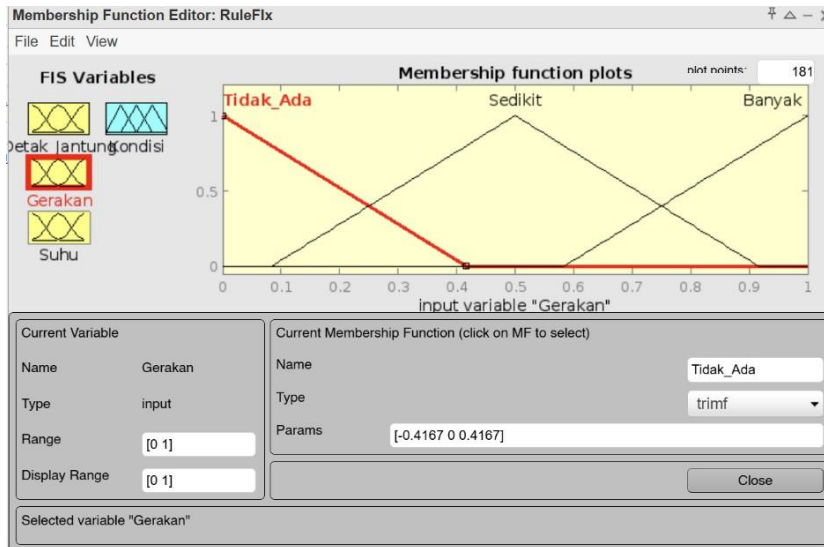 Membership Function Editor: RuleFIx
File Edit View
FIS Variables
Detak_Jantung
Kondisi
Gerakan
Suhu
Membership function plots
plot points:
181
Tidak_Ada
Sedikit
Banyak
1
0.5
0
0 0.1 0.2 0.3 0.4 0.5 0.6 0.7 0.8 0.9 1
input variable "Gerakan"
Current Variable
Name Gerakan
Type input
Range [0 1]
Display Range [0 1]
Current Membership Function (click on MF to select)
Name Tidak_Ada
Type trimf
Params [-0.4167 0 0.4167]
Close
Selected variable "Gerakan"